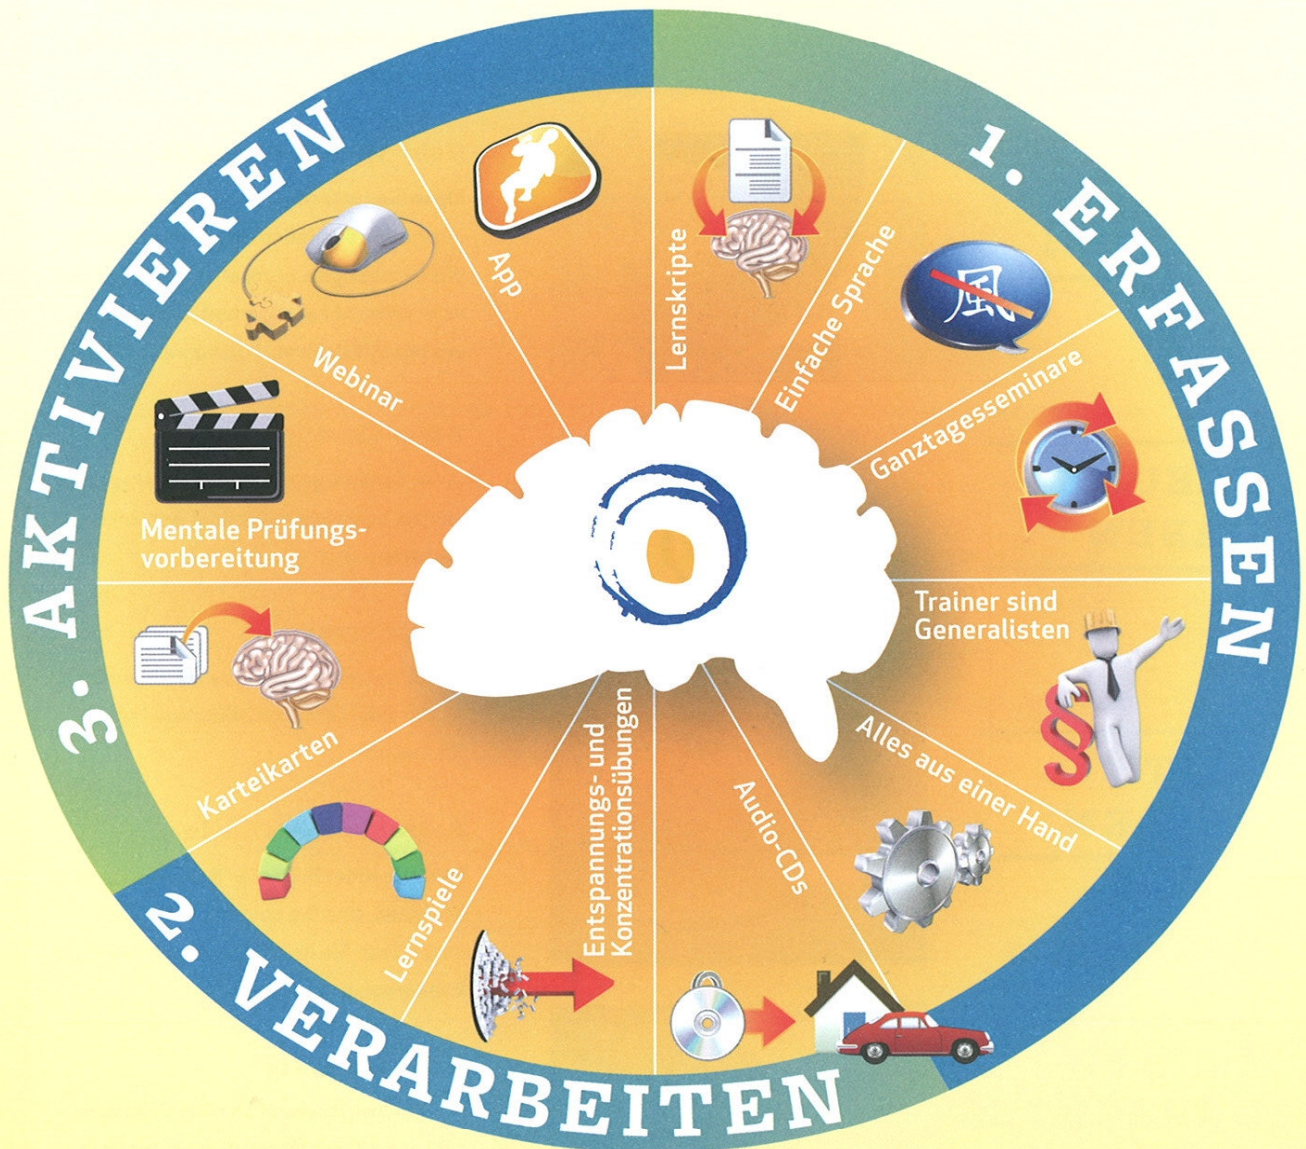 1. ERFASSEN
Lernskripte
Einfache Sprache
風
Ganztagesseminare
Trainer sind
Generalisten
§
Alles aus einer Hand
2. VERARBEITEN
Audio-CDs
Entspannungs- und
Konzentrationsübungen
Lernspiele
3. AKTIVIEREN
Karteikarten
Mentale Prüfungs-
vorbereitung
Webinar
App